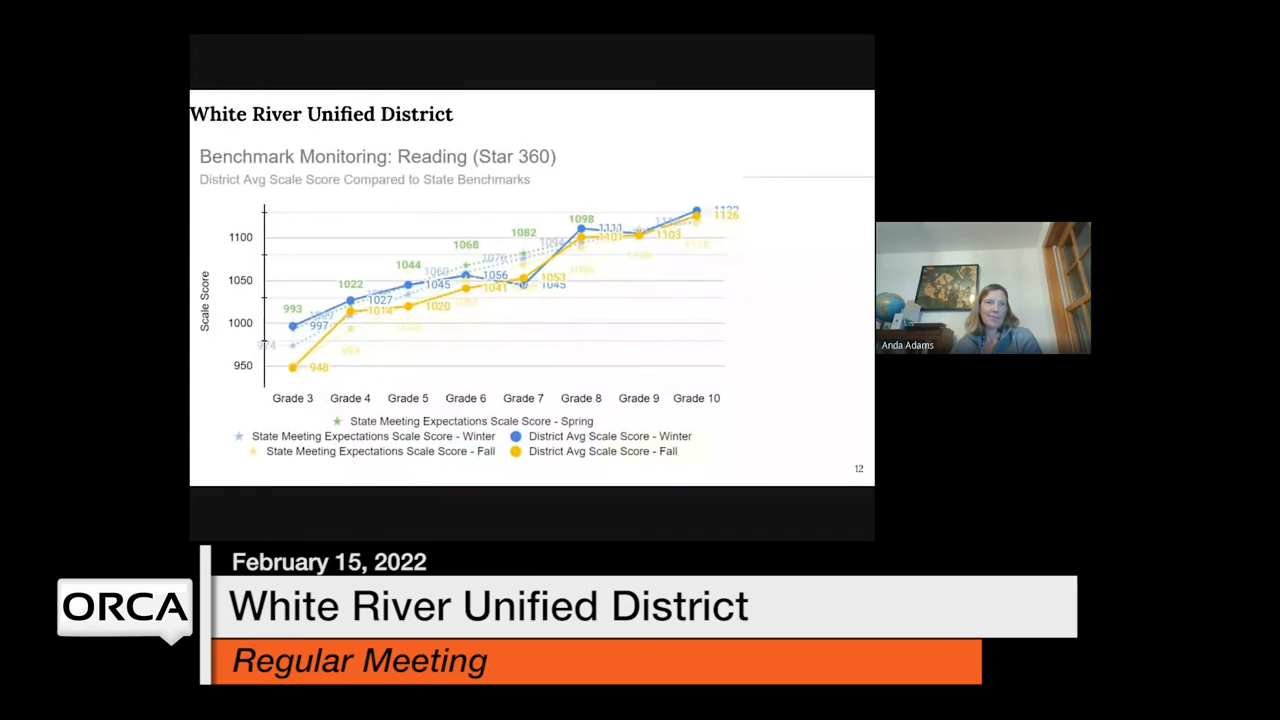 White River Unified District
Benchmark Monitoring: Reading (Star 360)
District Avg Scale Score Compared to State Benchmarks
Scale Score
1100
1050
1000
950
993
1022
1044
1068
1082
1098
997
1027
1045
1056
1045
1111
948
1014
1020
1041
1053
1101
1103
1126
974
1060
1076
1094
Grade 3 Grade 4 Grade 5 Grade 6 Grade 7 Grade 8 Grade 9 Grade 10
State Meeting Expectations Scale Score - Spring
State Meeting Expectations Scale Score - Winter District Avg Scale Score - Winter
State Meeting Expectations Scale Score - Fall District Avg Scale Score - Fall
12
Anda Adams
February 15, 2022
ORCA
White River Unified District
Regular Meeting